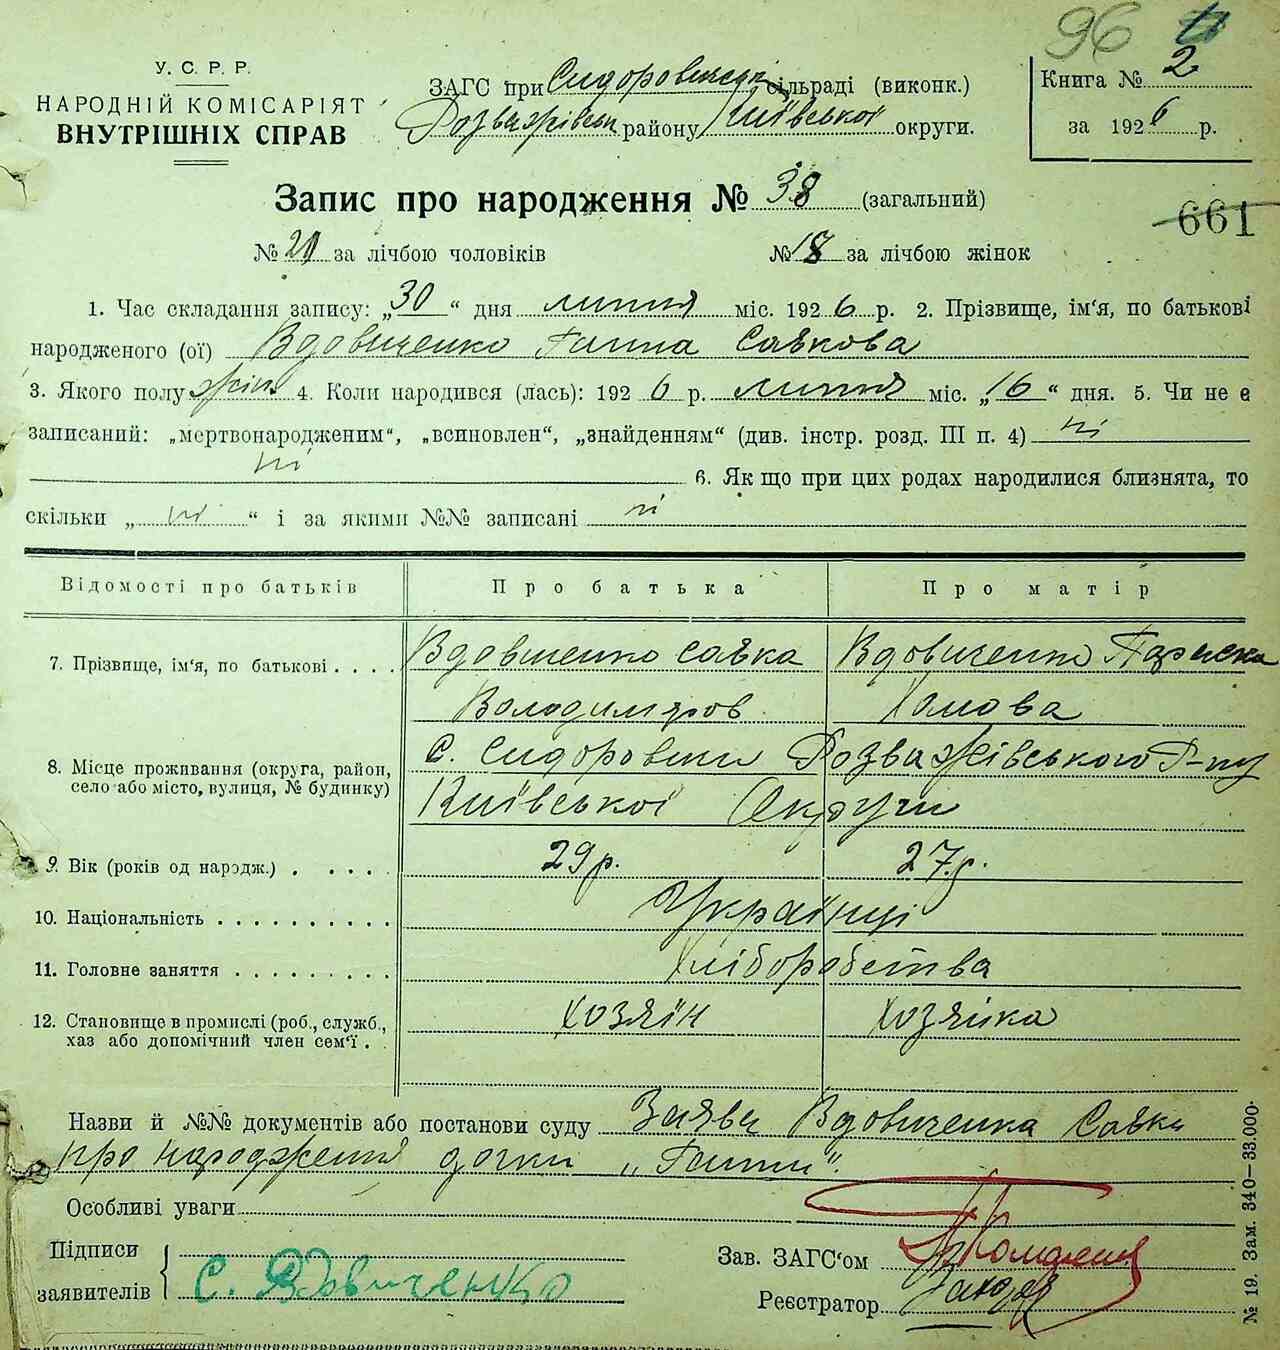 96
У. С. Р. Р.
НАРОДНІЙ КОМІСАРІЯТ
ВНУТРІШНІХ СПРАВ
ЗАГС при Сидоровицьк. сільраді (виконк.)
Розважівськ району Київської округи.
Книга № 2
за 1926 р.
Запис про народження № 38 (загальний)
661
№ 20 за лічбою чоловіків
№ 18 за лічбою жінок
1. Час складання запису: „30“ дня липня міс. 1926 р. 2. Прізвище, ім'я, по батькові
народженого (ої) Вдовиченко Ганна Савкова
3. Якого полу жін. 4. Коли народився (лась): 1926 р. липня міс. „16“ дня. 5. Чи не є
записаний: „мертвонародженим“, „всиновлен“, „знайденням“ (див. інстр. розд. III п. 4) ні
ні 6. Як що при цих родах народилися близнята, то
скільки „ні“ і за якими №№ записані ні
Відомості про батьків Про батька Про матір
7. Прізвище, ім'я, по батькові . . . . Вдовиченко Савка Вдовиченко Параска
Володимиров
8. Місце проживання (округа, район, с. Сидоровичи Розважівського Р-ну
село або місто, вулиця, № будинку) Київської Округи
9. Вік (років од народж.) . . . . . 29 р. 27 р.
10. Національність . . . . . . . . . . Українці
11. Головне заняття . . . . . . . . . Хліборобства
12. Становище в промислі (роб., служб., хозяїн хозяйка
хаз або допомічний член сем'ї . .
Назви й №№ документів або постанови суду Заява Вдовиченка Савки
про народження дочки „Ганни“.
Особливі уваги
Підписи
заявителів С. Вдовиченко
Зав. ЗАГС'ом
Реєстратор
№ 19. Зам. 340—33.000.